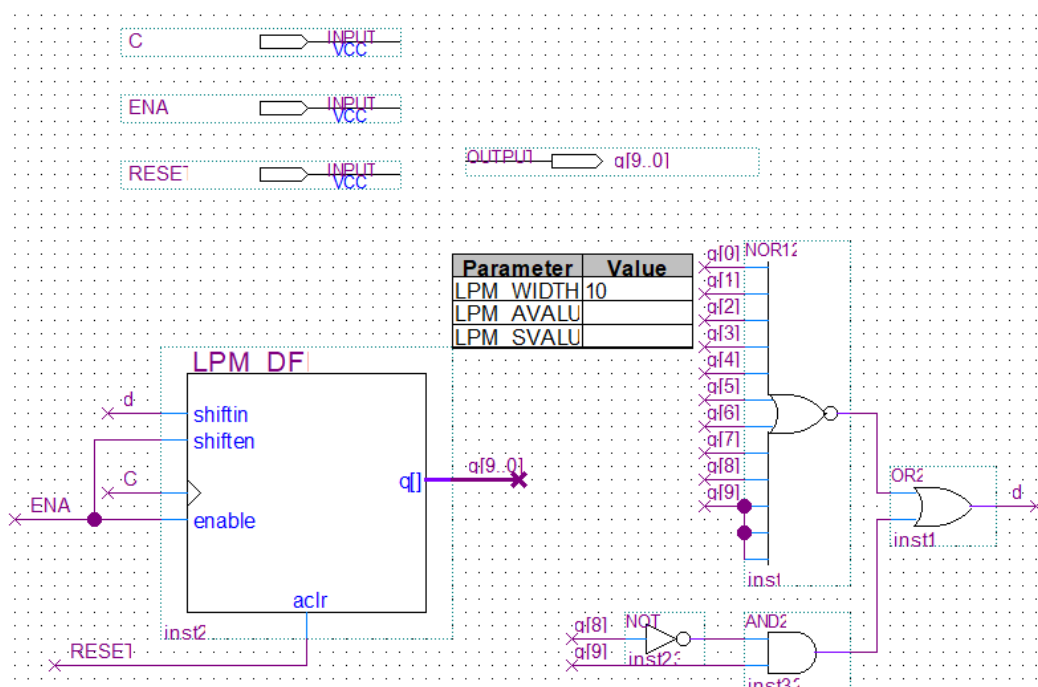 C
INPUT
VCC
ENA
INPUT
VCC
RESET
INPUT
VCC
OUTPUT
q[9..0]
Parameter Value
LPM_WIDTH 10
LPM_AVALU
LPM_SVALU
LPM_DF
d
shiftin
shiften
C
ENA
enable
q[]
q[9..0]
aclr
inst2
RESET
q[0]
NOR12
q[1]
q[2]
q[3]
q[4]
q[5]
q[6]
q[7]
q[8]
q[9]
inst
OR2
d
inst1
q[8]
NOT
q[9]
inst23
AND2
inst32